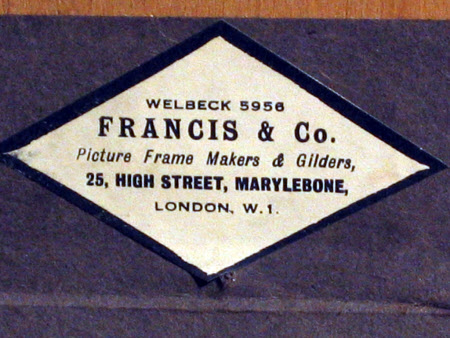 WELBECK 5956
FRANCIS & Co.
Picture Frame Makers & Gilders,
25, HIGH STREET, MARYLEBONE,
LONDON, W.1.